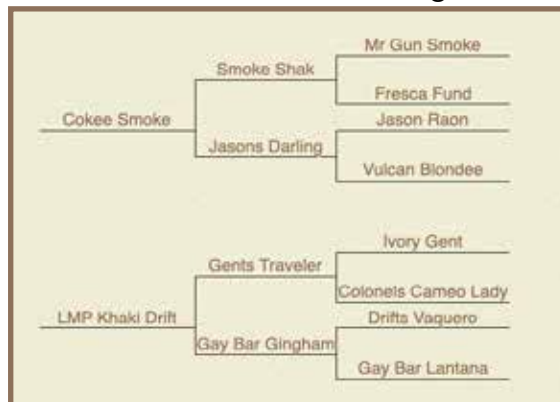 Mr Gun Smoke
Smoke Shak
Fresca Fund
Cokee Smoke
Jason Raon
Jasons Darling
Vulcan Blondee
Ivory Gent
Gents Traveler
Colonels Cameo Lady
LMP Khaki Drift
Drifts Vaquero
Gay Bar Gingham
Gay Bar Lantana